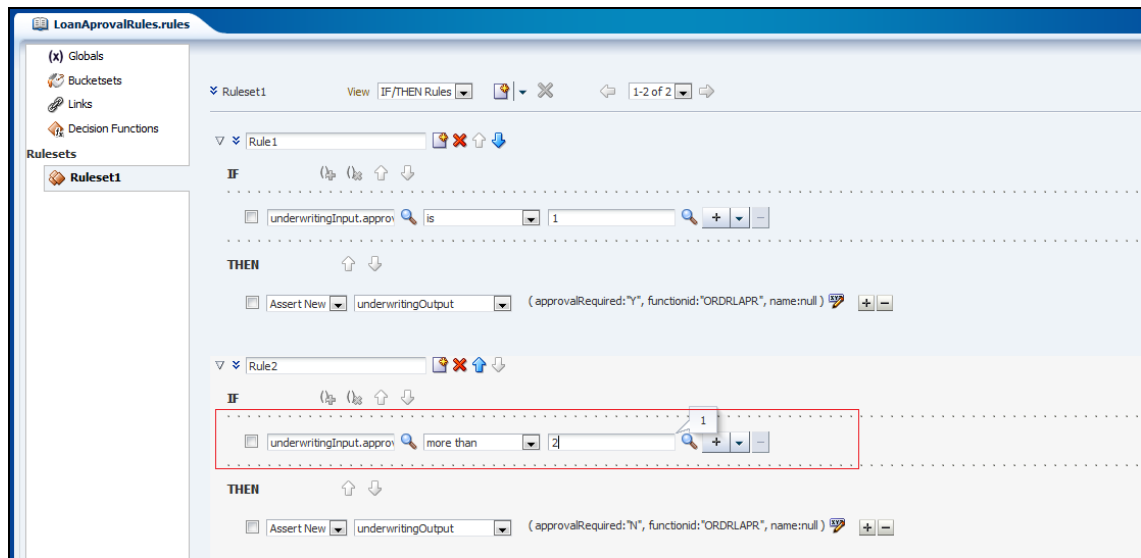 LoanAprovalRules.rules
(x) Globals
Bucketsets
Links
Decision Functions
Rulesets
Ruleset1
Ruleset1 View IF/THEN Rules 1-2 of 2
Rule1
IF
underwritingInput.approv is 1
THEN
Assert New underwritingOutput ( approvalRequired:"Y", functionid:"ORDRLAPR", name:null )
Rule2
IF
1
underwritingInput.approv more than 2
THEN
Assert New underwritingOutput ( approvalRequired:"N", functionid:"ORDRLAPR", name:null )